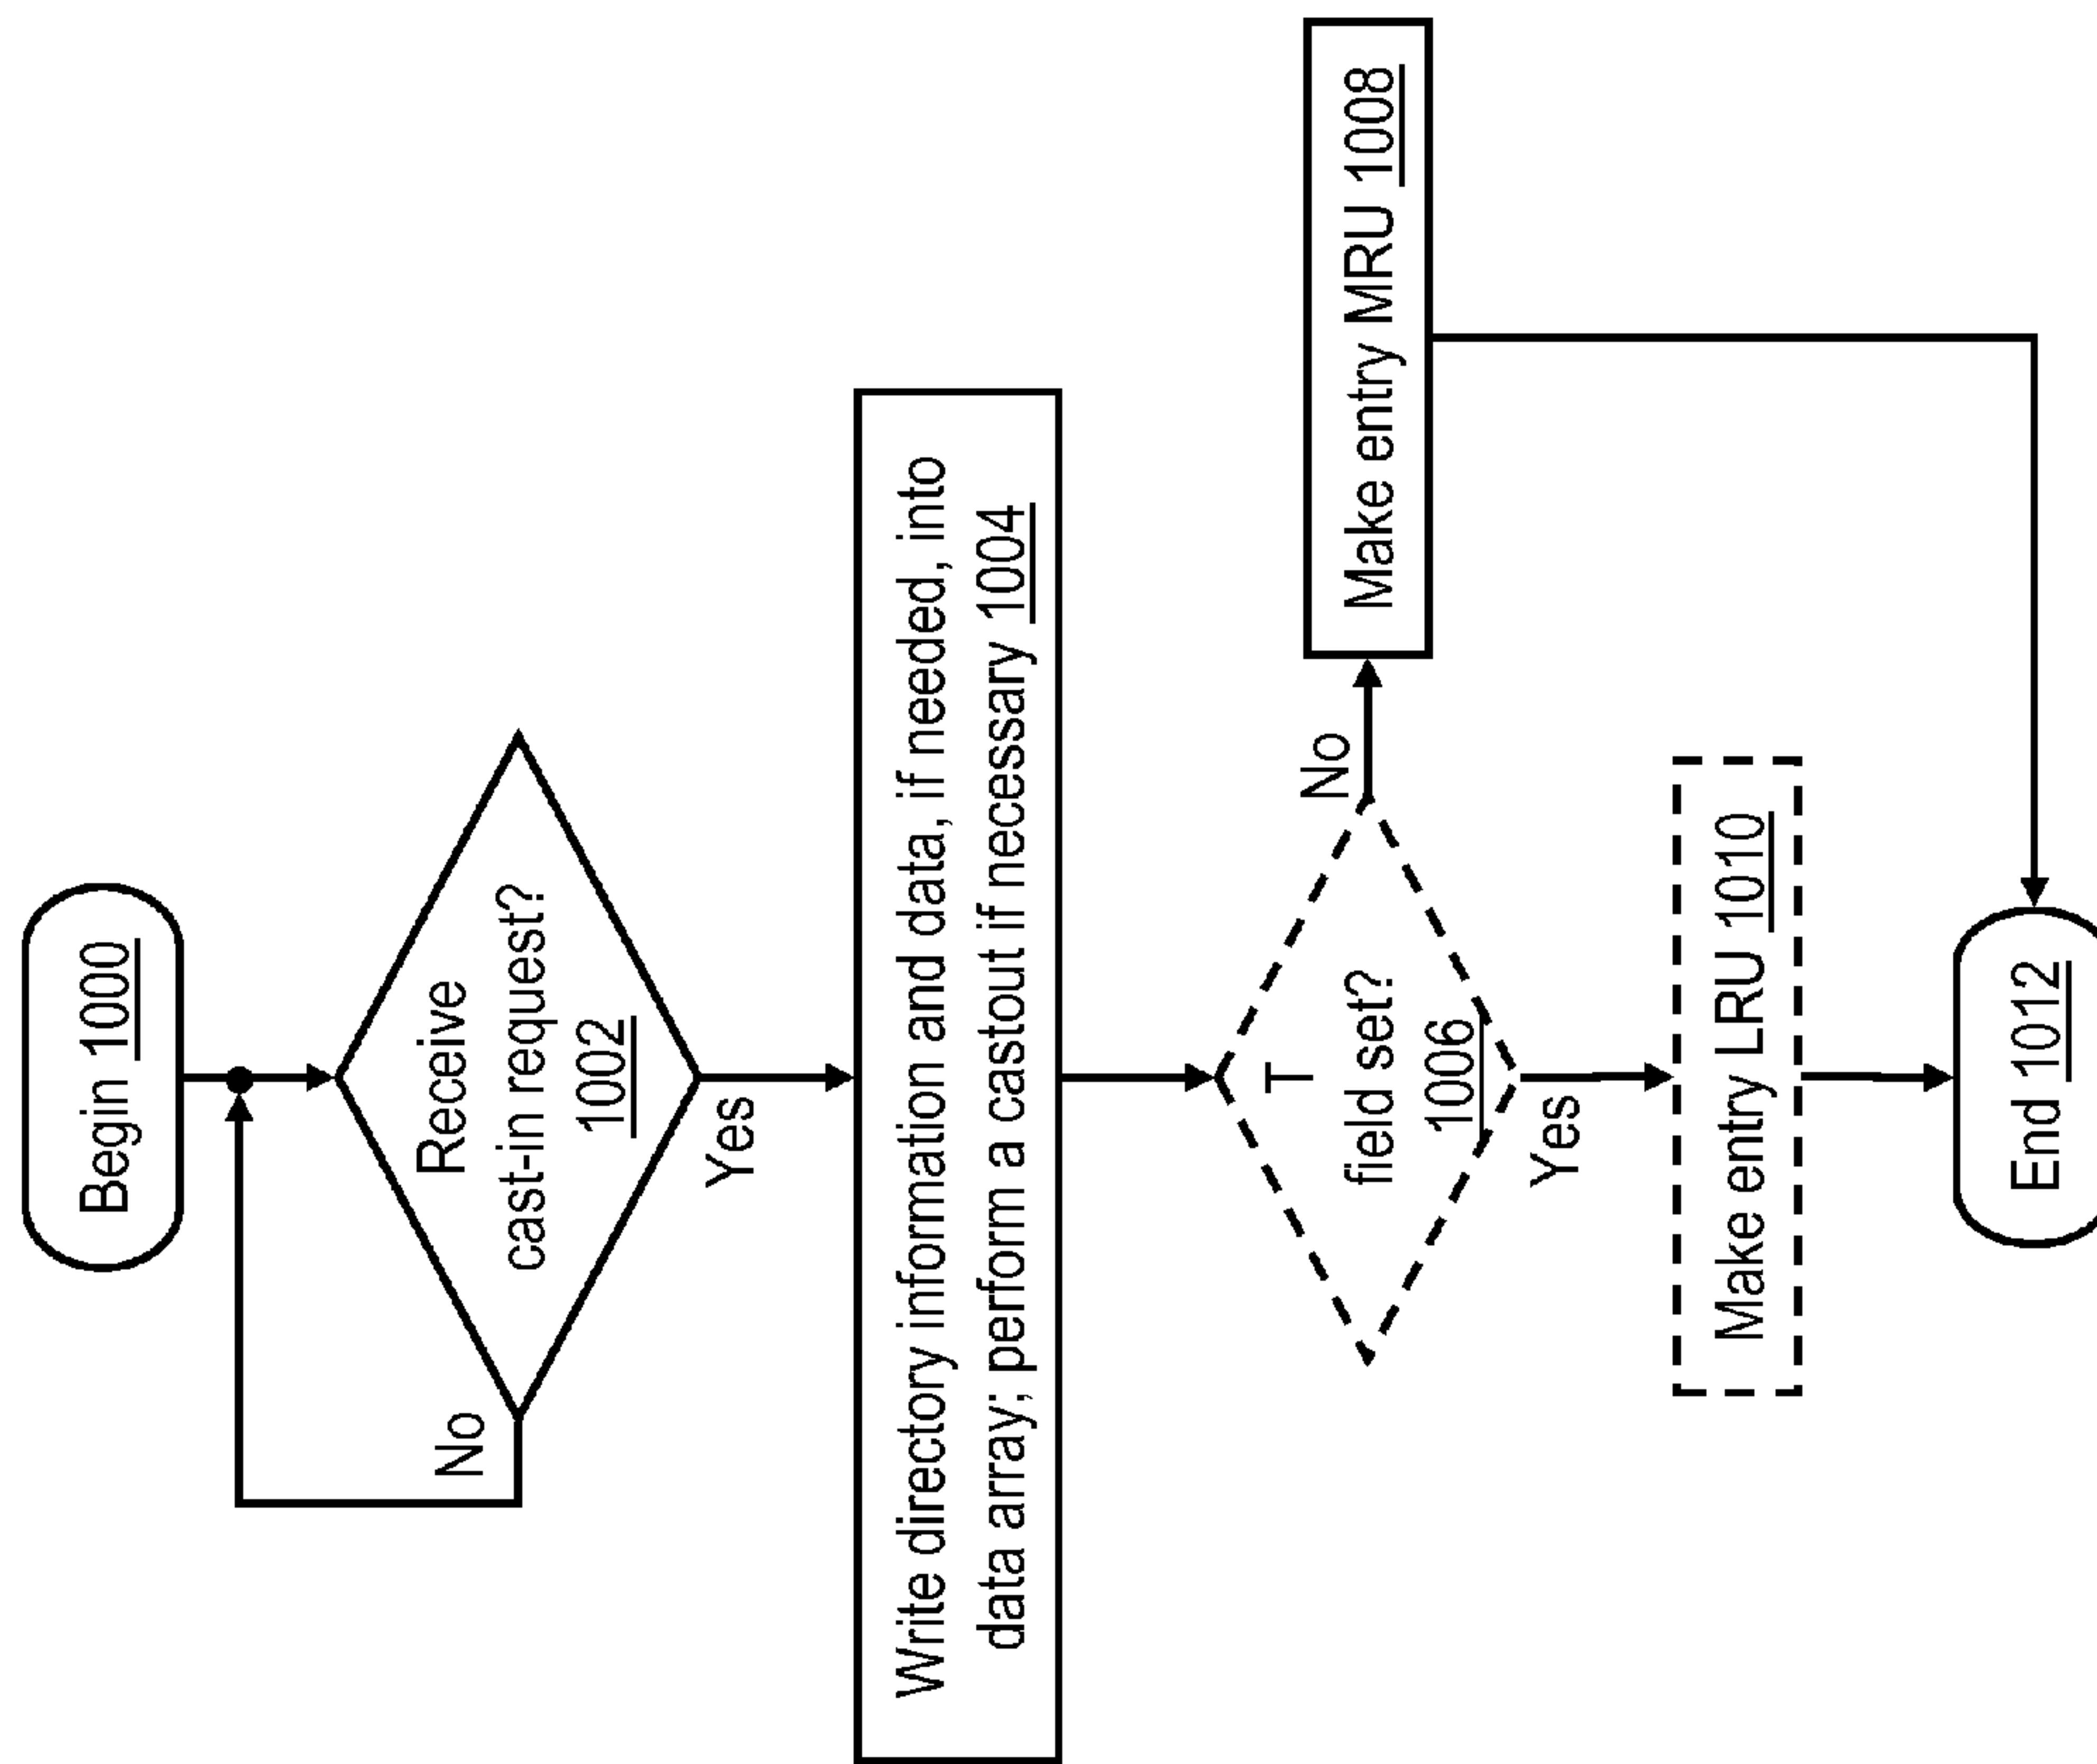 Begin 1000
Receive
cast-in request?
1002
No
Yes
Write directory information and data, if needed, into
data array; perform a castout if necessary 1004
T
field set?
1006
No
Make entry MRU 1008
Yes
Make entry LRU 1010
End 1012